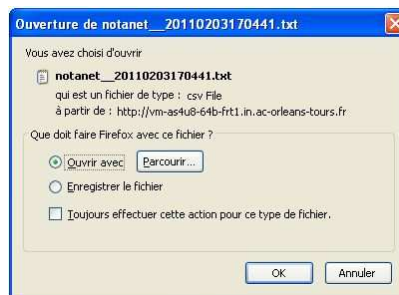 Ouverture de notanet__20110203170441.txt
Vous avez choisi d'ouvrir
notanet__20110203170441.txt
qui est un fichier de type : csv File
à partir de : http://vm-as4u8-64b-frt1.in.ac-orleans-tours.fr
Que doit faire Firefox avec ce fichier ?
Ouvrir avec Parcourir...
Enregistrer le fichier
Toujours effectuer cette action pour ce type de fichier.
OK Annuler